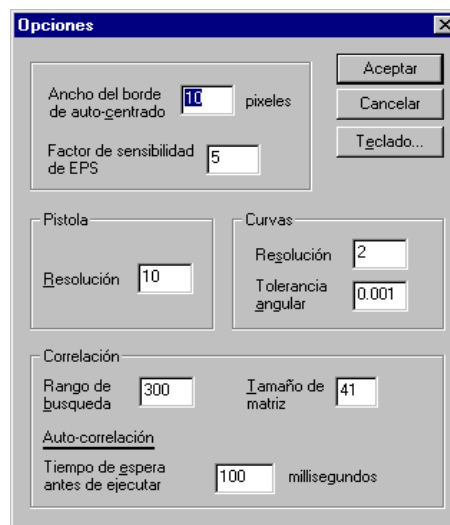 Opciones
Ancho del borde
de auto-centrado
10
pixeles
Factor de sensibilidad
de EPS
5
Aceptar
Cancelar
Teclado...
Pistola
Resolución
10
Curvas
Resolución
2
Tolerancia
angular
0.001
Correlación
Rango de
busqueda
300
Tamaño de
matriz
41
Auto-correlación
Tiempo de espera
antes de ejecutar
100
millisegundos